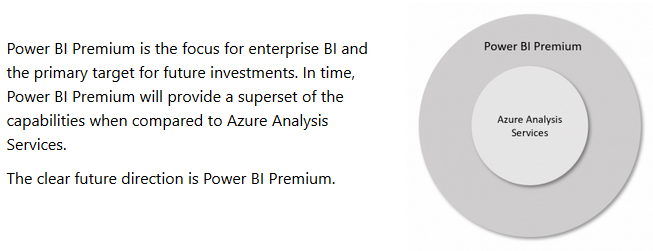 Power BI Premium is the focus for enterprise BI and
the primary target for future investments. In time,
Power BI Premium will provide a superset of the
capabilities when compared to Azure Analysis
Services.
The clear future direction is Power BI Premium.
Power BI Premium
Azure Analysis
Services